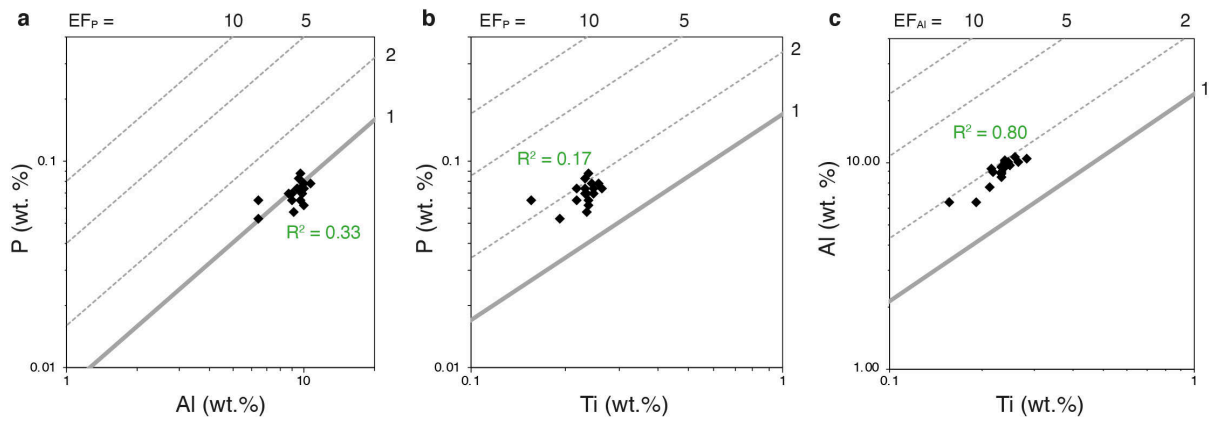 a EFP = 10 5
2
1
0.1
0.01
1 10
P (wt. %)
Al (wt.%)
R² = 0.33
b EFP = 10 5
2
1
0.1
0.01
0.1 1
P (wt. %)
Ti (wt.%)
R² = 0.17
c EFAl = 10 5 2
1
10.00
1.00
0.1 1
Al (wt. %)
Ti (wt.%)
R² = 0.80